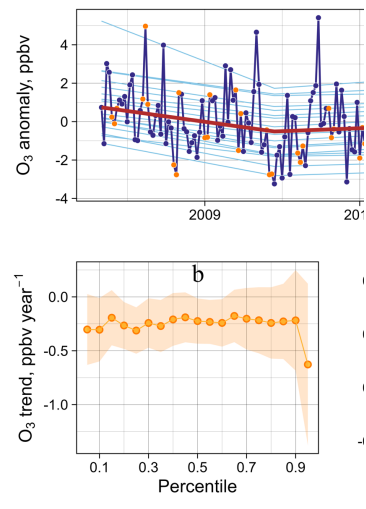 O₃ anomaly, ppbv
4
2
0
-2
-4
2009
b
O₃ trend, ppbv year⁻¹
0.0
-0.5
-1.0
0.1 0.3 0.5 0.7 0.9
Percentile